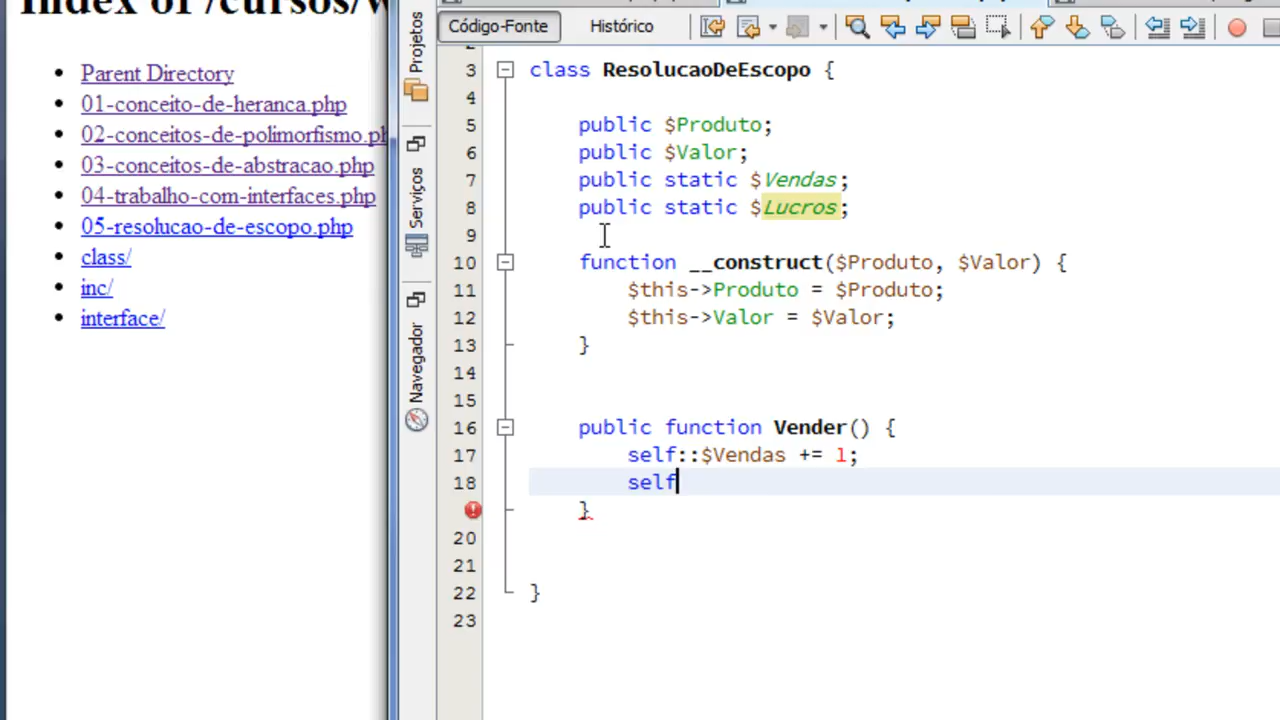 Index of /cursos/w
Parent Directory
01-conceito-de-heranca.php
02-conceitos-de-polimorfismo.ph
03-conceitos-de-abstracao.php
04-trabalho-com-interfaces.php
05-resolucao-de-escopo.php
class/
inc/
interface/
Projetos
Serviços
Navegador
Código-Fonte
Histórico
3 class ResolucaoDeEscopo {
4
5 public $Produto;
6 public $Valor;
7 public static $Vendas;
8 public static $Lucros;
9
10 function __construct($Produto, $Valor) {
11 $this->Produto = $Produto;
12 $this->Valor = $Valor;
13 }
14
15
16 public function Vender() {
17 self::$Vendas += 1;
18 self
}
20
21
22 }
23